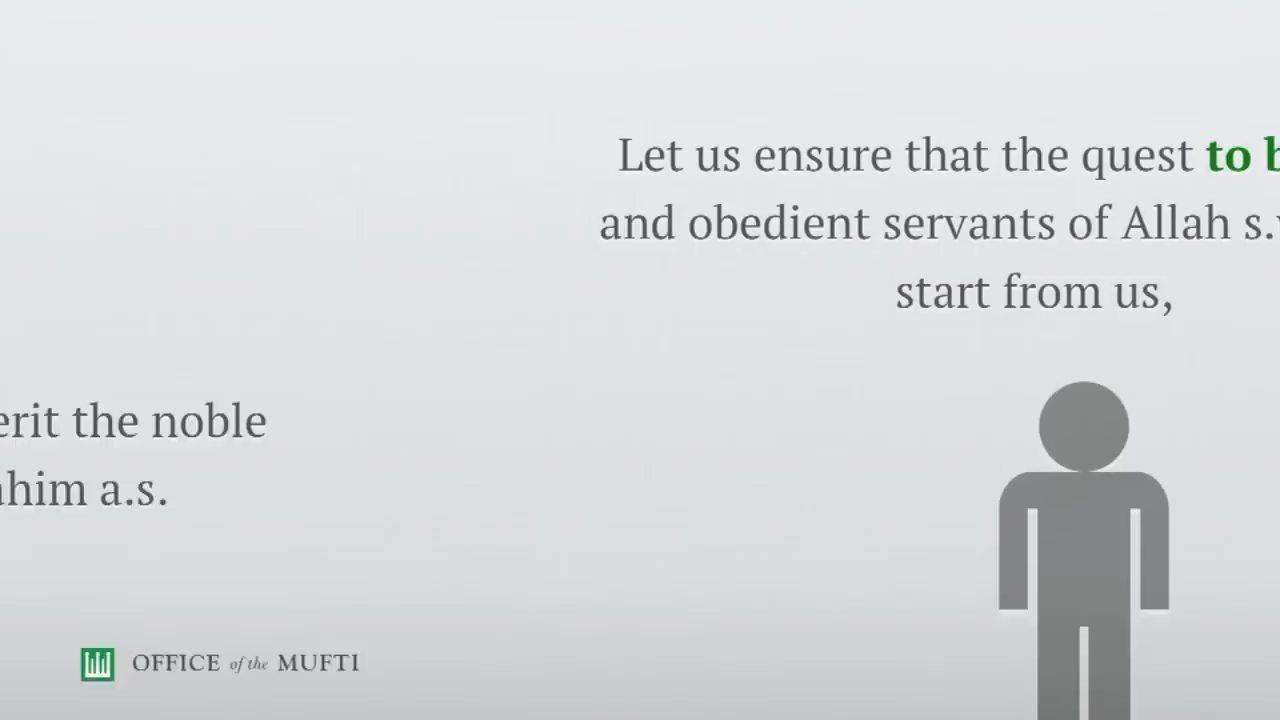 Let us ensure that the quest to
and obedient servants of Allah
start from us,
the noble
a.s.
OFFICE of the MUFTI